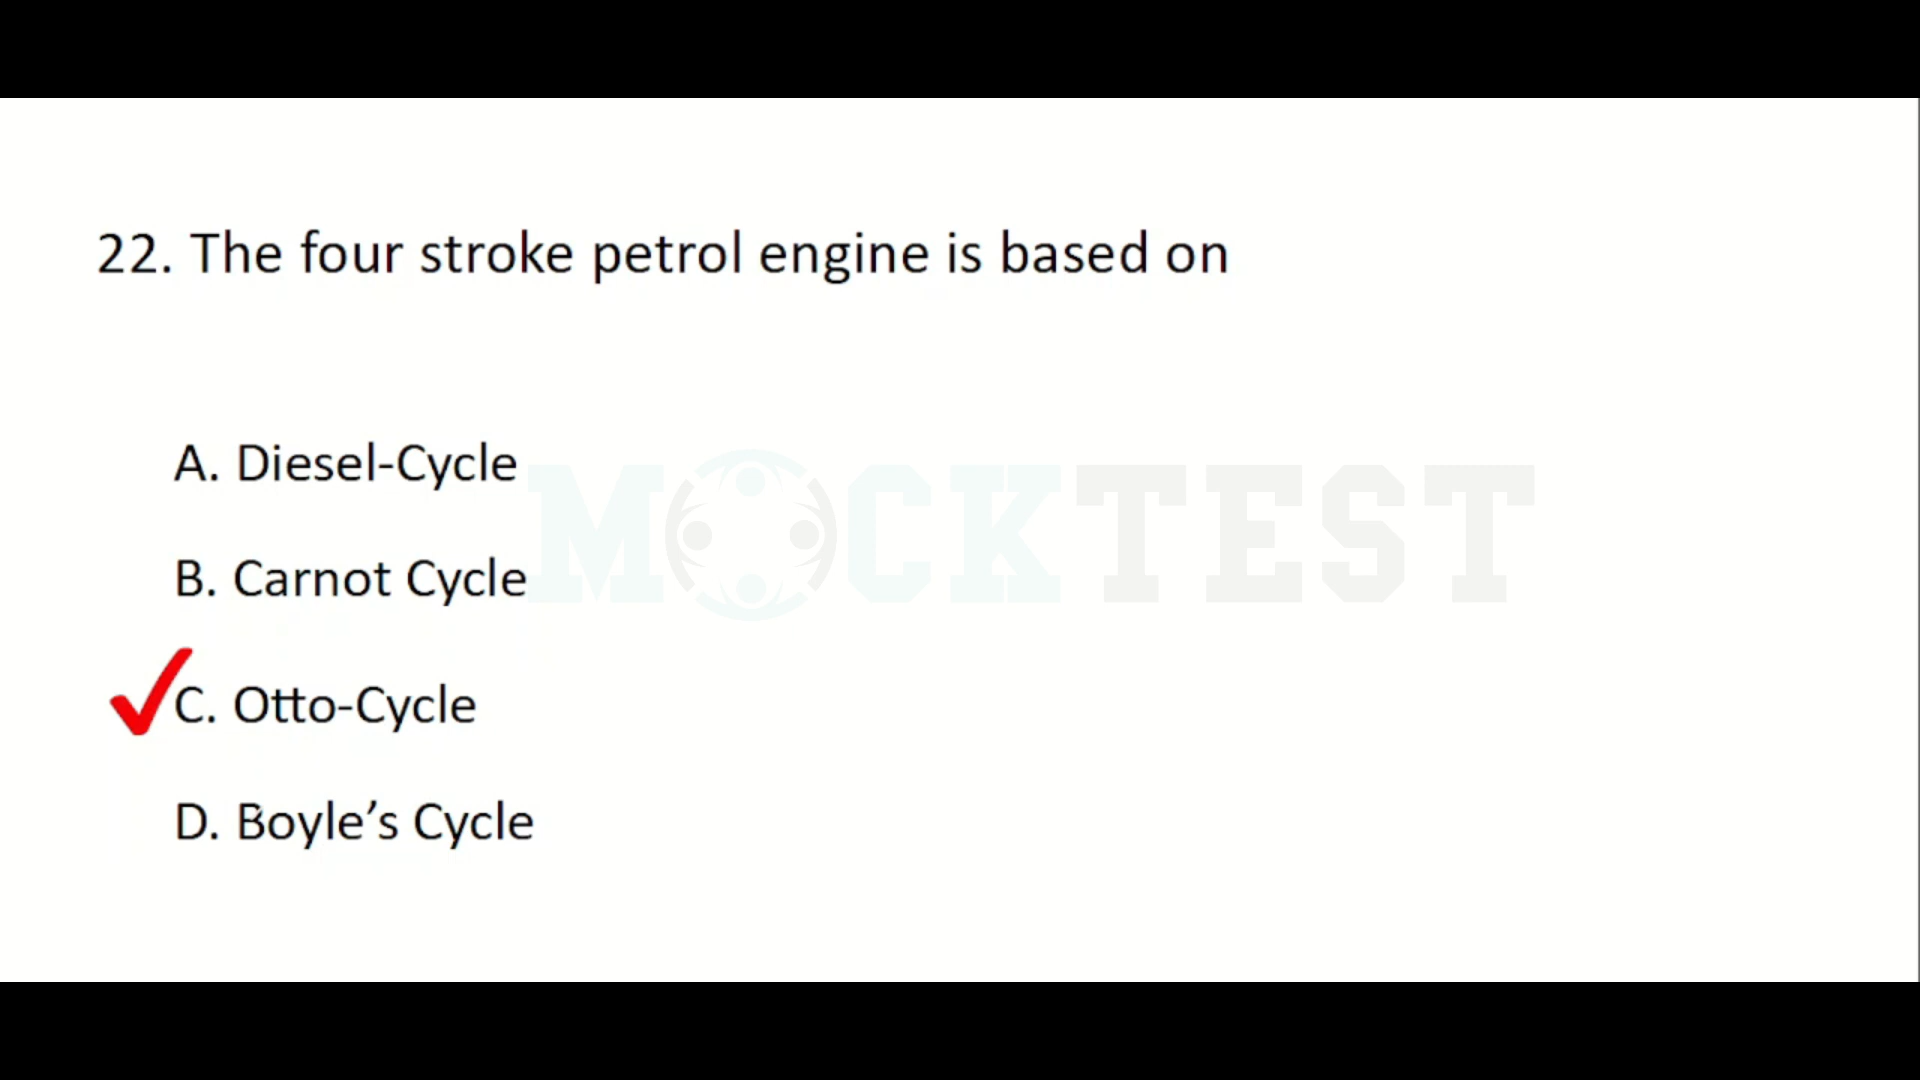 22. The four stroke petrol engine is based on
A. Diesel-Cycle
MOCKTEST
B. Carnot Cycle
C. Otto-Cycle
D. Boyle’s Cycle